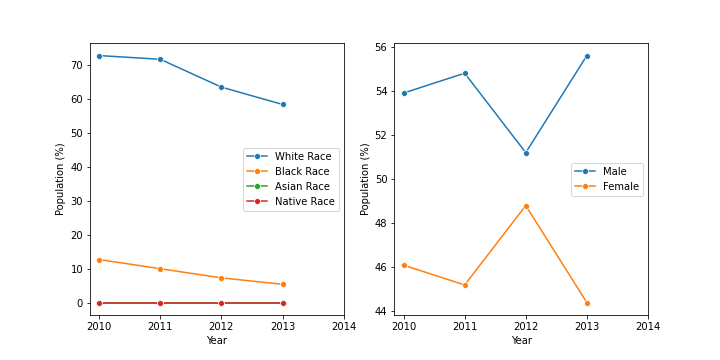 70
60
50
40
30
20
10
0
Population (%)
2010 2011 2012 2013 2014
Year
White Race
Black Race
Asian Race
Native Race
56
54
52
50
48
46
44
Population (%)
2010 2011 2012 2013 2014
Year
Male
Female